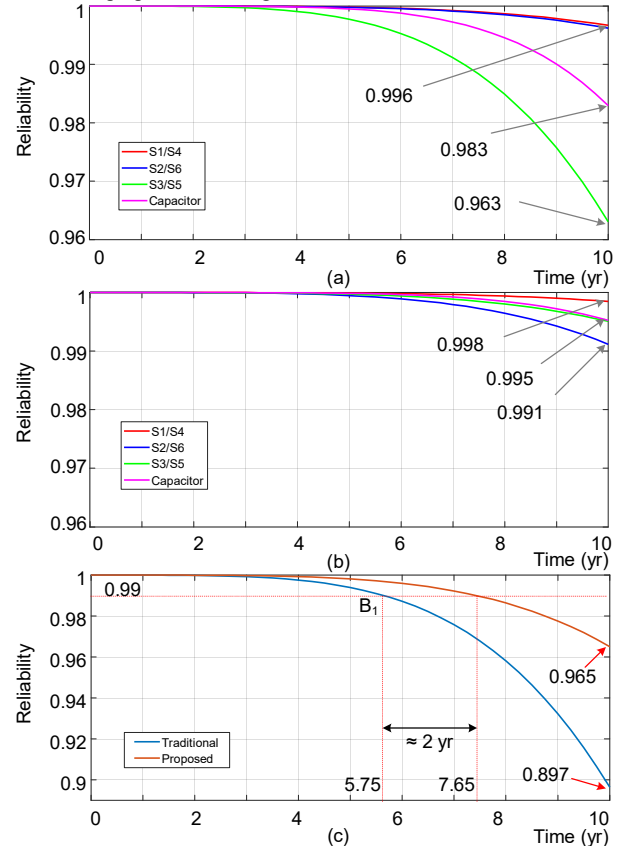 1
0.99
0.98
0.97
0.96
Reliability
0.996
0.983
0.963
S1/S4
S2/S6
S3/S5
Capacitor
0 2 4 6 8 10
(a)
Time (yr)
1
0.99
0.98
0.97
0.96
Reliability
0.998
0.995
0.991
S1/S4
S2/S6
S3/S5
Capacitor
0 2 4 6 8 10
(b)
Time (yr)
1
0.98
0.96
0.94
0.92
0.9
Reliability
0.99
B1
0.965
≈ 2 yr
Traditional
Proposed
5.75 7.65
0.897
0 2 4 6 8 10
(c)
Time (yr)